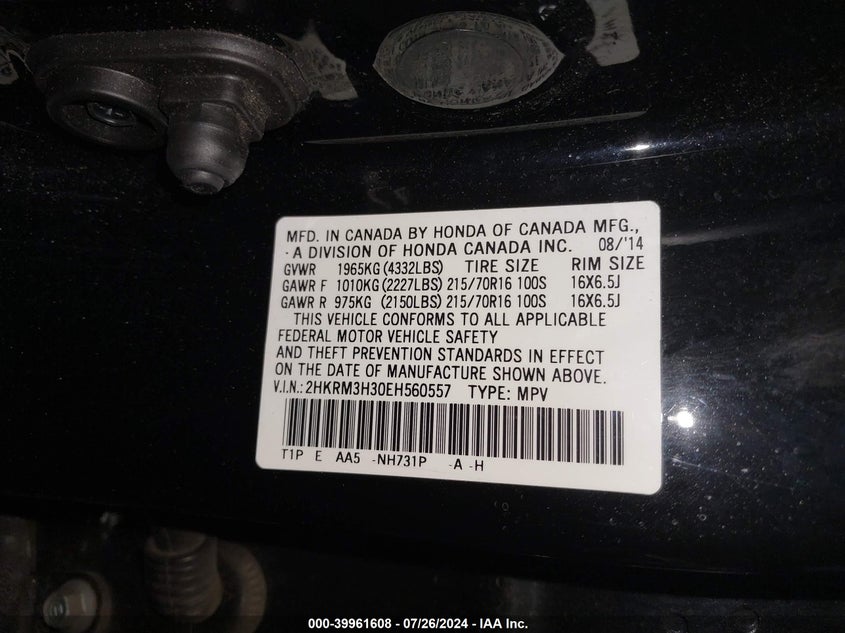 MFD. IN CANADA BY HONDA OF CANADA MFG.,
A DIVISION OF HONDA CANADA INC. 08/'14
GVWR 1965KG (4332LBS) TIRE SIZE RIM SIZE
GAWR F 1010KG (2227LBS) 215/70R16 100S 16X6.5J
GAWR R 975KG (2150LBS) 215/70R16 100S 16X6.5J
THIS VEHICLE CONFORMS TO ALL APPLICABLE
FEDERAL MOTOR VEHICLE SAFETY
AND THEFT PREVENTION STANDARDS IN EFFECT
ON THE DATE OF MANUFACTURE SHOWN ABOVE.
V.I.N.: 2HKRM3H30EH560557 TYPE: MPV
T1P E AA5 -NH731P -A -H
000-39961608 - 07/26/2024 - IAA Inc.